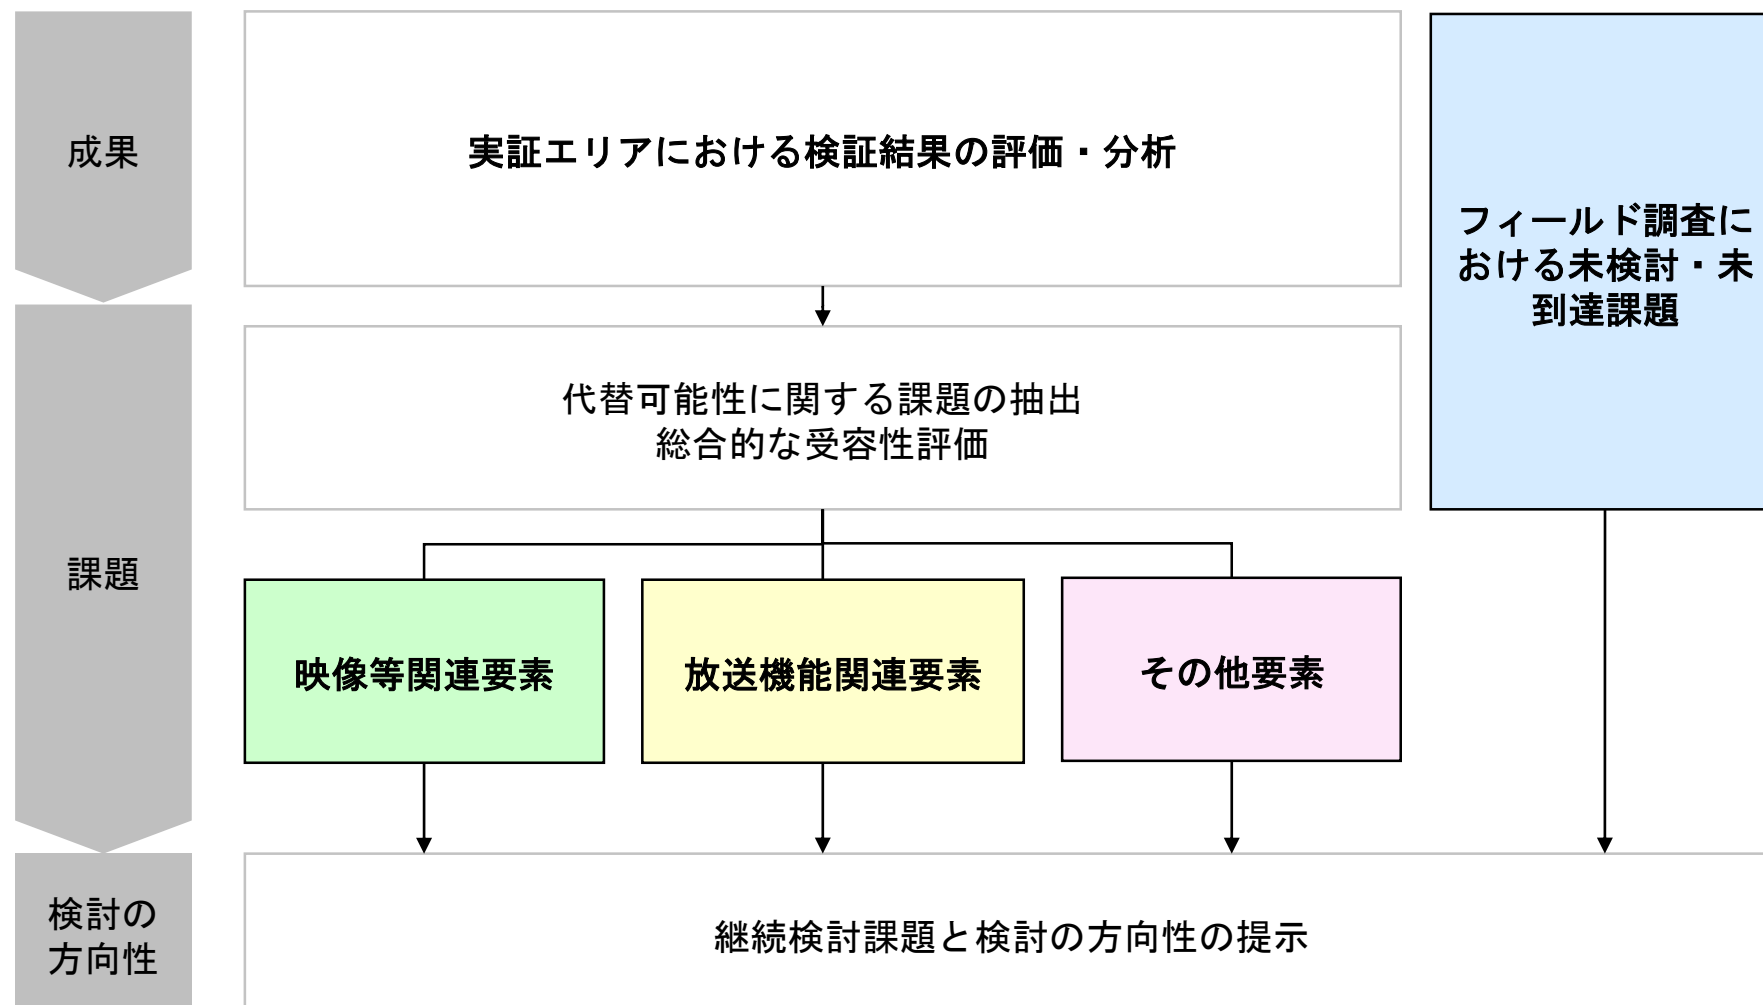 成果
実証エリアにおける検証結果の評価・分析
フィールド調査に
おける未検討・未
到達課題
課題
代替可能性に関する課題の抽出
総合的な受容性評価
映像等関連要素
放送機能関連要素
その他要素
検討の
方向性
継続検討課題と検討の方向性の提示